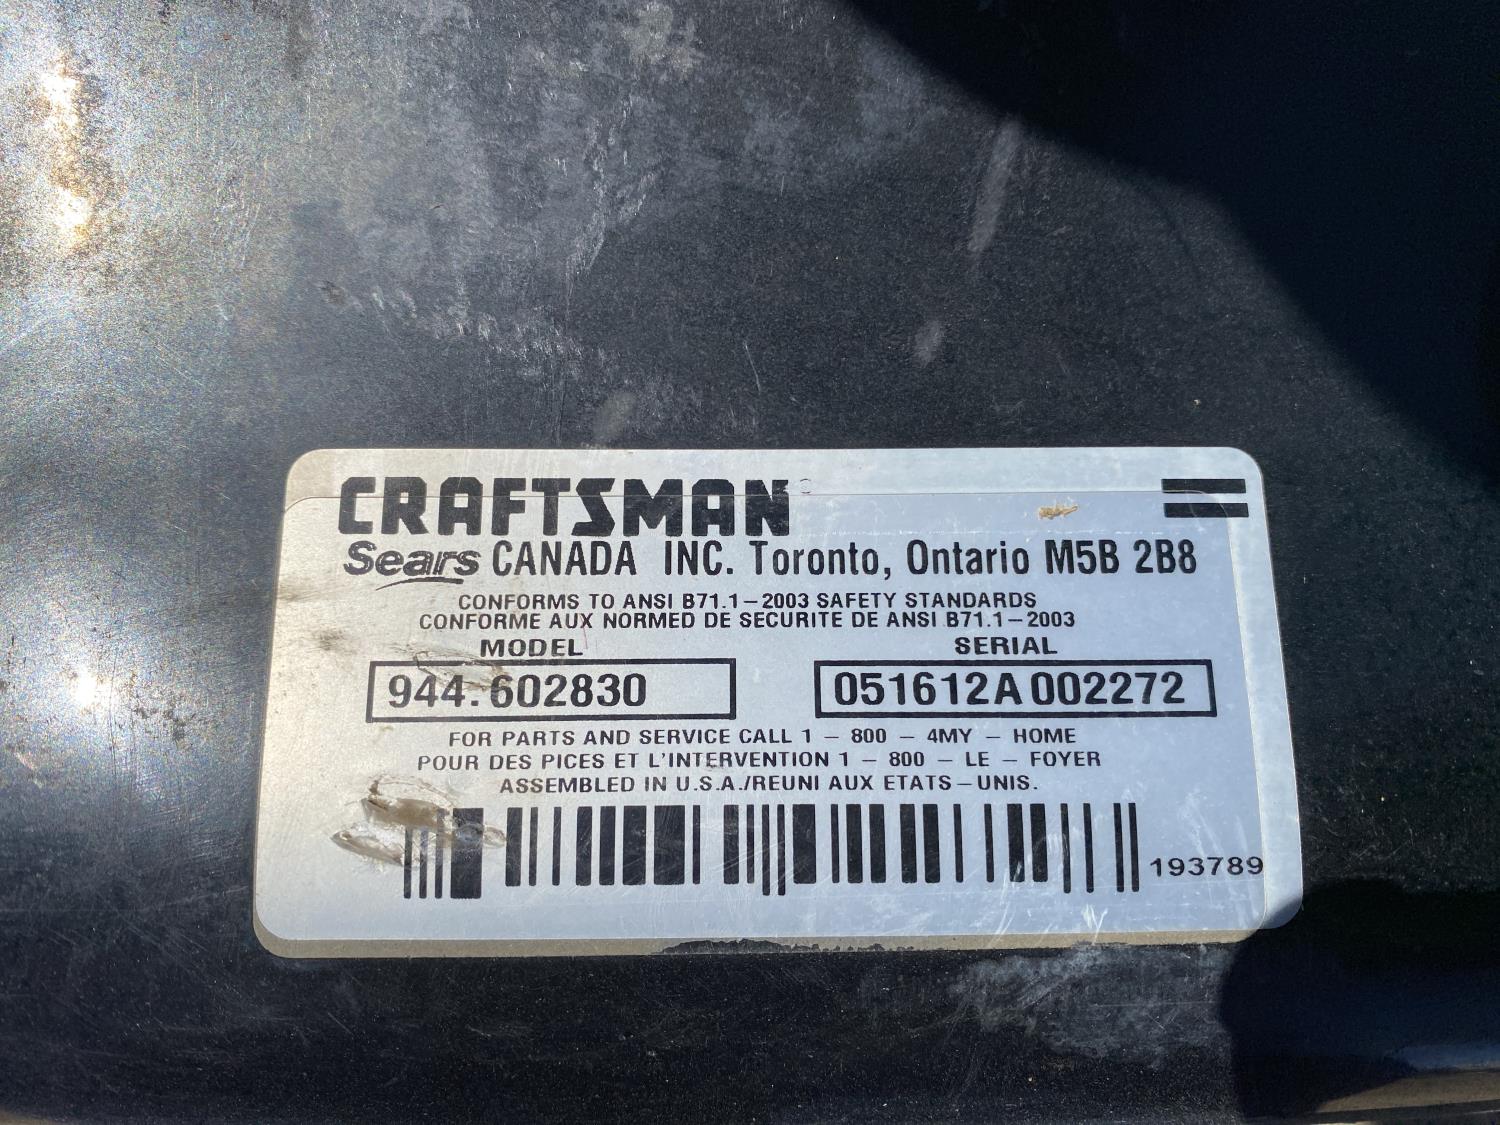 CRAFTSMAN
Sears CANADA INC. Toronto, Ontario M5B 2B8
CONFORMS TO ANSI B71.1-2003 SAFETY STANDARDS
CONFORME AUX NORMED DE SECURITE DE ANSI B71.1-2003
MODEL SERIAL
944.602830 051612A 002272
FOR PARTS AND SERVICE CALL 1 - 800 - 4MY - HOME
POUR DES PICES ET L'INTERVENTION 1 - 800 - LE - FOYER
ASSEMBLED IN U.S.A./REUNI AUX ETATS-UNIS.
193789